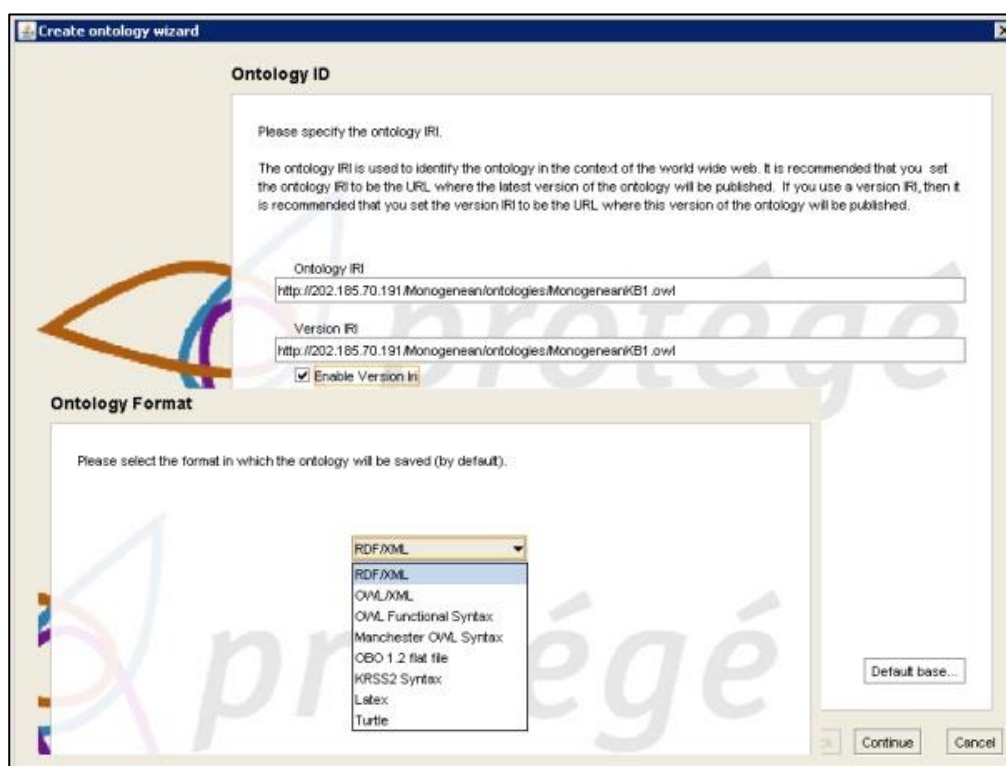 Create ontology wizard
Ontology ID
Please specify the ontology IRI.
The ontology IRI is used to identify the ontology in the context of the world wide web. It is recommended that you set
the ontology IRI to be the URL where the latest version of the ontology will be published. If you use a version IRI, then it
is recommended that you set the version IRI to be the URL where this version of the ontology will be published.
Ontology IRI
http://202.185.70.191/Monogenean/ontologies/MonogeneanKB1.owl
Version IRI
http://202.185.70.191/Monogenean/ontologies/MonogeneanKB1.owl
Enable Version Iri
protégé
Ontology Format
Please select the format in which the ontology will be saved (by default).
RDF/XML
RDF/XML
OWL/XML
OWL Functional Syntax
Manchester OWL Syntax
OBO 1.2 flat file
KRSS2 Syntax
Latex
Turtle
protégé
Default base...
Continue
Cancel